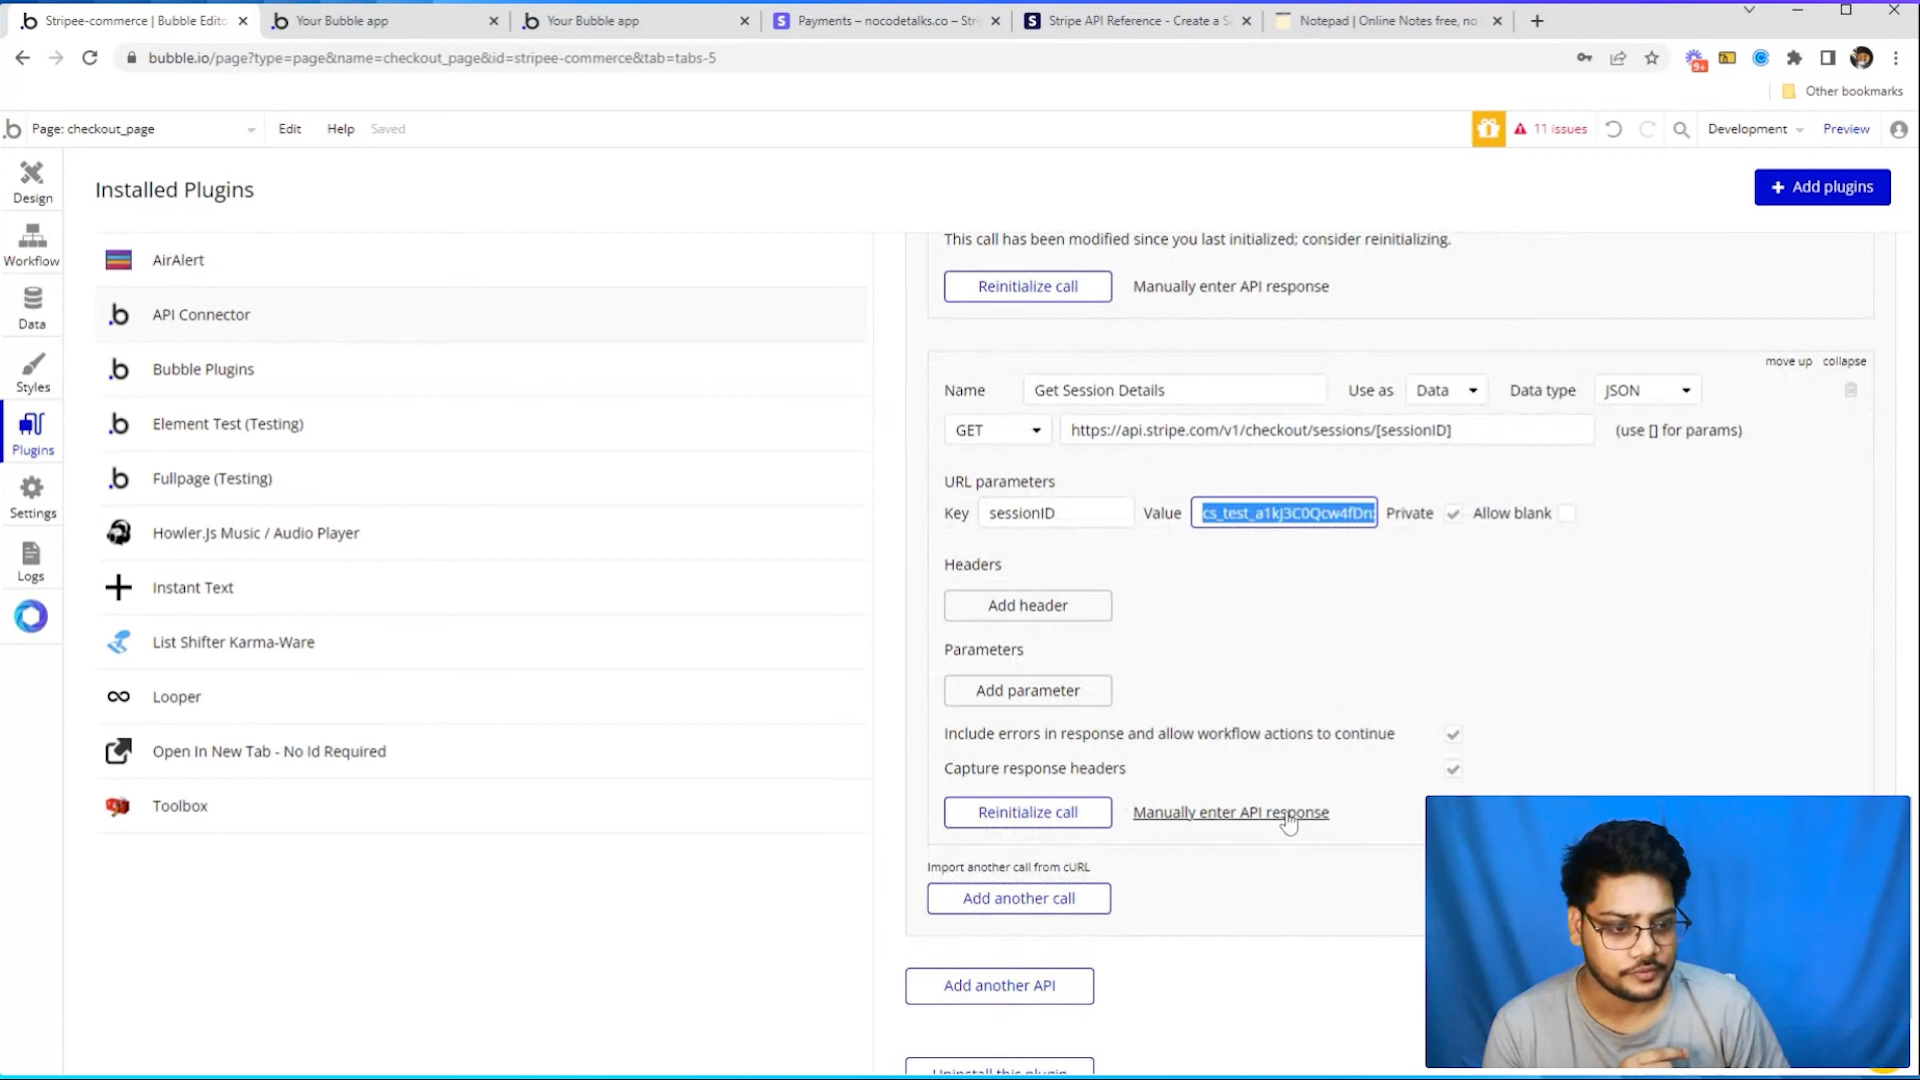 Stripee-commerce | Bubble Edito
Your Bubble app
Your Bubble app
Payments – nocodetalks.co – Stri
Stripe API Reference - Create a S
Notepad | Online Notes free, no
bubble.io/page?type=page&name=checkout_page&id=stripee-commerce&tab=tabs-5
9+
Other bookmarks
Page: checkout_page
Edit
Help
Saved
11 issues
Development
Preview
Design
Workflow
Data
Styles
Plugins
Settings
Logs
Installed Plugins
+ Add plugins
AirAlert
API Connector
Bubble Plugins
Element Test (Testing)
Fullpage (Testing)
Howler.Js Music / Audio Player
Instant Text
List Shifter Karma-Ware
Looper
Open In New Tab - No Id Required
Toolbox
This call has been modified since you last initialized; consider reinitializing.
Reinitialize call
Manually enter API response
move up
collapse
Name
Get Session Details
Use as
Data
Data type
JSON
GET
https://api.stripe.com/v1/checkout/sessions/[sessionID]
(use [] for params)
URL parameters
Key
sessionID
Value
cs_test_a1kJ3C0Qcw4fDn
Private
Allow blank
Headers
Add header
Parameters
Add parameter
Include errors in response and allow workflow actions to continue
Capture response headers
Reinitialize call
Manually enter API response
Import another call from cURL
Add another call
Add another API
Uninstall this plugin